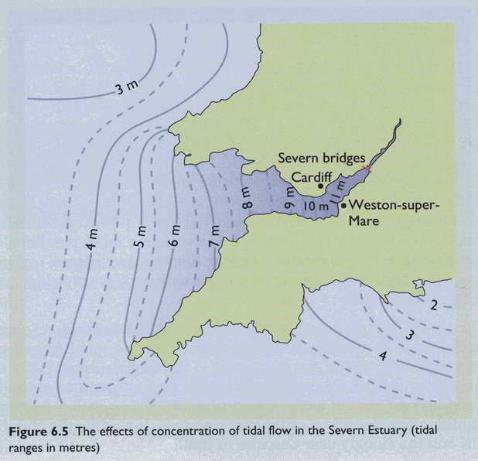 3 m
Severn bridges
Cardiff
4 m
5 m
6 m
7 m
8 m
9 m
10 m
11 m
Weston-super-
Mare
2
3
4
Figure 6.5 The effects of concentration of tidal flow in the Severn Estuary (tidal
ranges in metres)